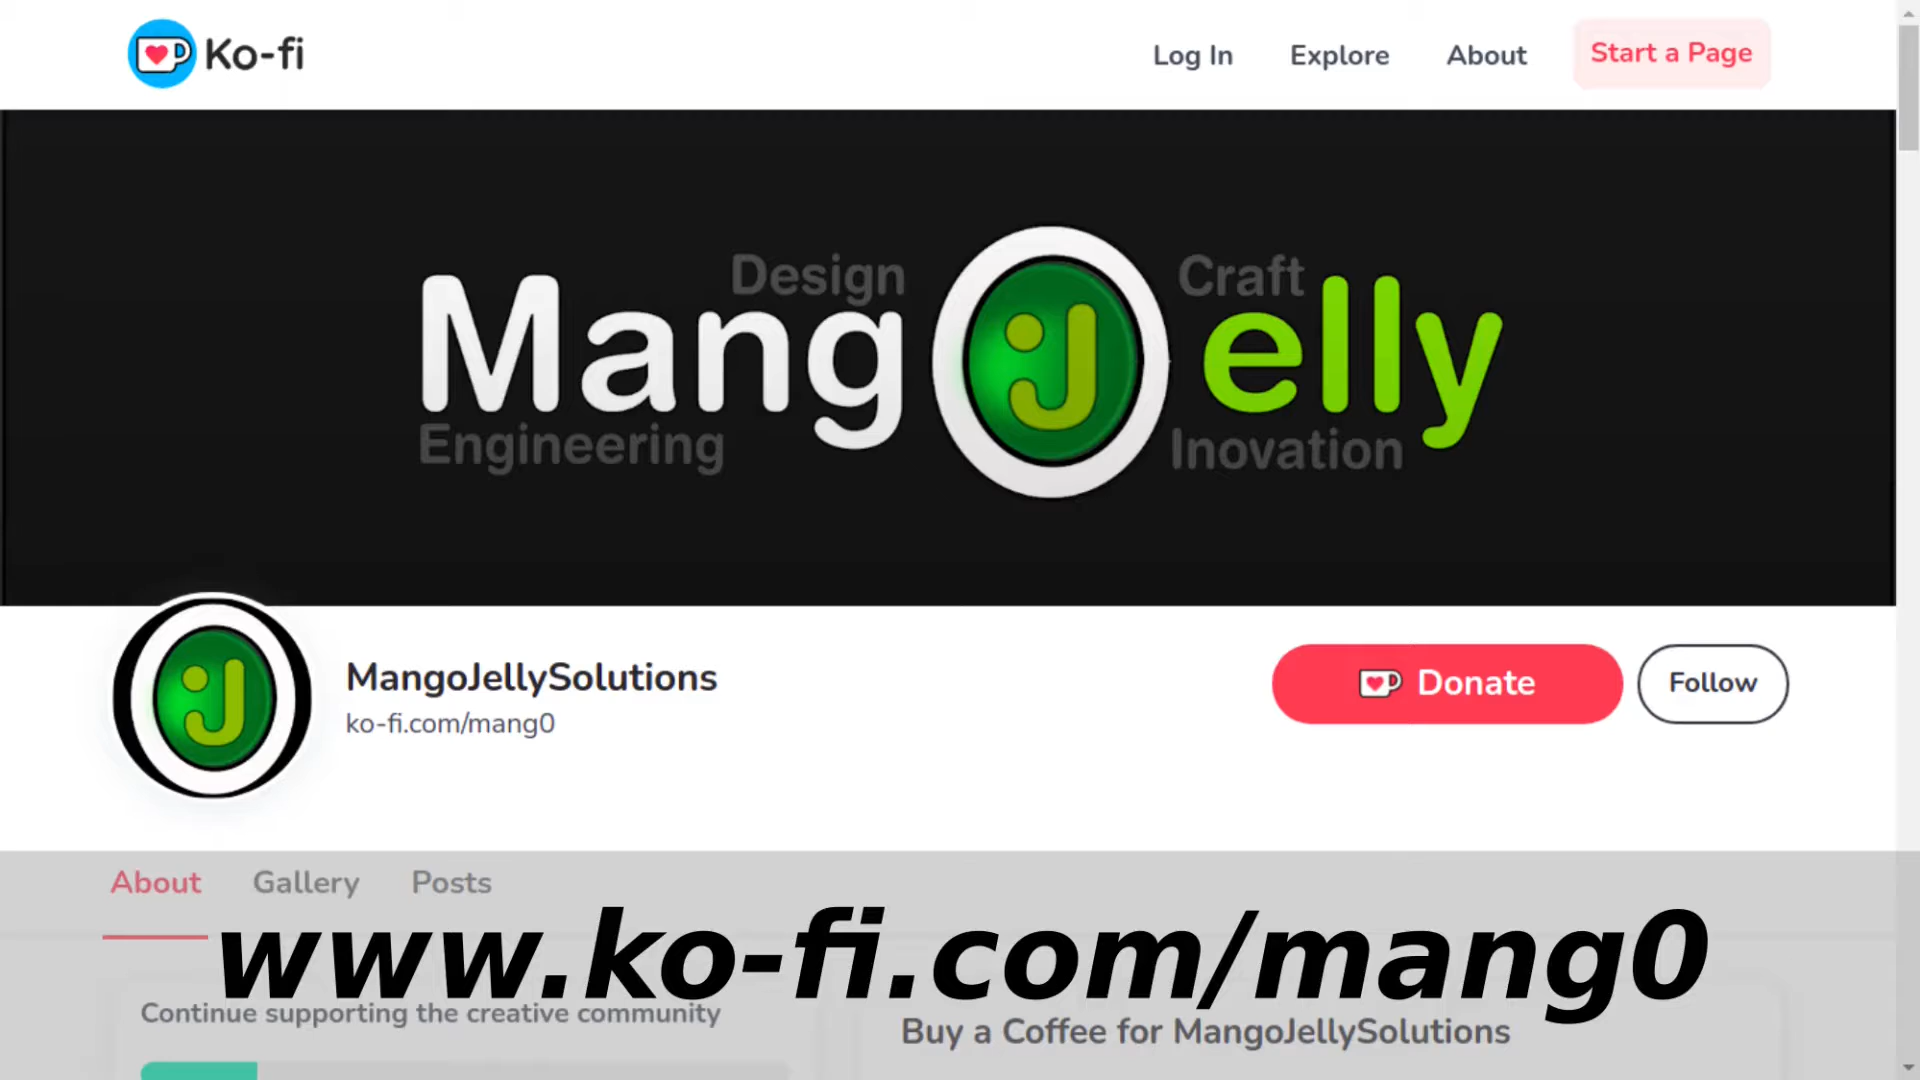 Ko-fi
Log In
Explore
About
Start a Page
Design
Craft
Mang
J
elly
Engineering
Inovation
J
MangoJellySolutions
ko-fi.com/mang0
Donate
Follow
About
Gallery
Posts
www.ko-fi.com/mang0
Continue supporting the creative community
Buy a Coffee for MangoJellySolutions